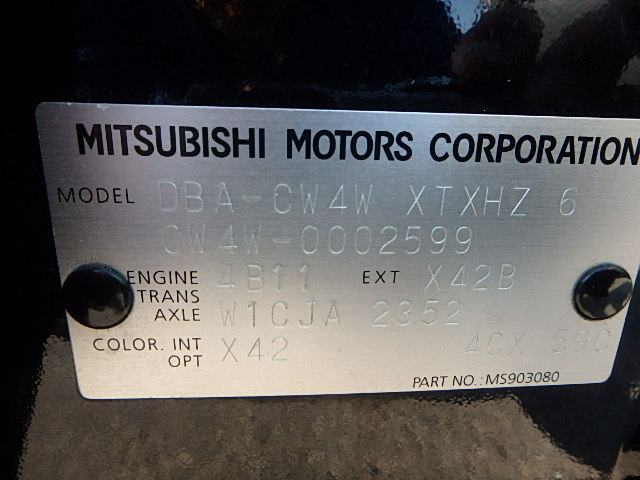 MITSUBISHI MOTORS CORPORATION
MODEL DBA-CW4W XTXHZ 6
CW4W-0002599
ENGINE 4B11 EXT X42B
TRANS
AXLE W1CJA 2352
COLOR. INT X42 40X 590
OPT
PART NO.: MS903080